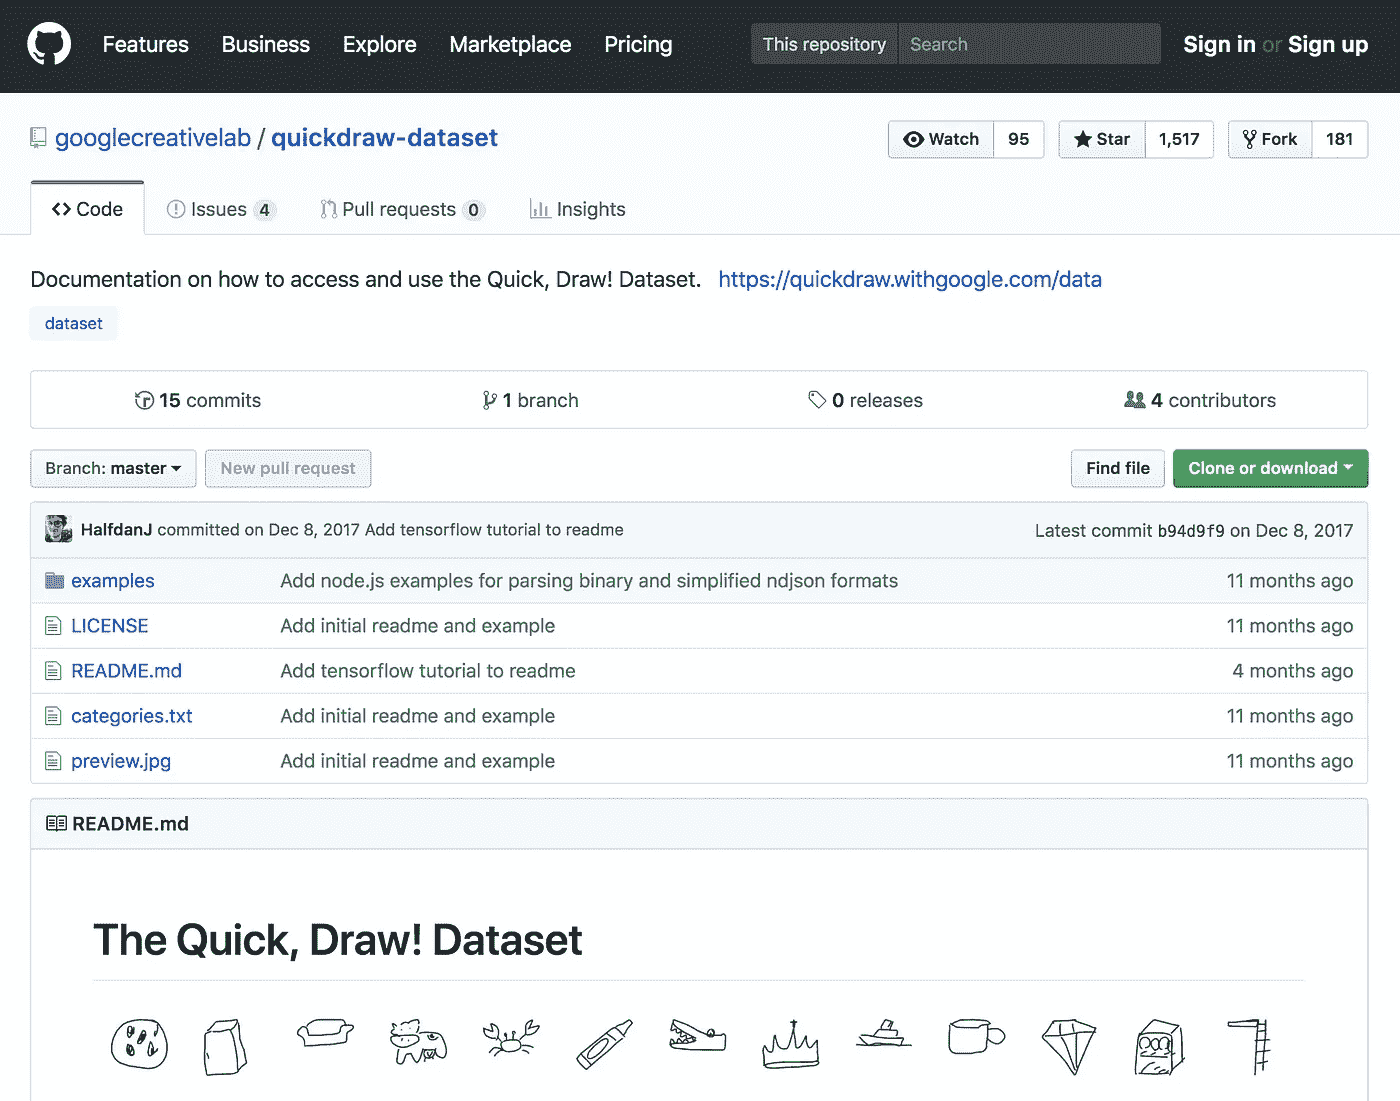 Features Business Explore Marketplace Pricing This repository Search Sign in or Sign up
googlecreativelab / quickdraw-dataset Watch 95 Star 1,517 Fork 181
Code Issues 4 Pull requests 0 Insights
Documentation on how to access and use the Quick, Draw! Dataset. https://quickdraw.withgoogle.com/data
dataset
15 commits 1 branch 0 releases 4 contributors
Branch: master New pull request Find file Clone or download
HalfdanJ committed on Dec 8, 2017 Add tensorflow tutorial to readme Latest commit b94d9f9 on Dec 8, 2017
examples Add node.js examples for parsing binary and simplified ndjson formats 11 months ago
LICENSE Add initial readme and example 11 months ago
README.md Add tensorflow tutorial to readme 4 months ago
categories.txt Add initial readme and example 11 months ago
preview.jpg Add initial readme and example 11 months ago
README.md
The Quick, Draw! Dataset